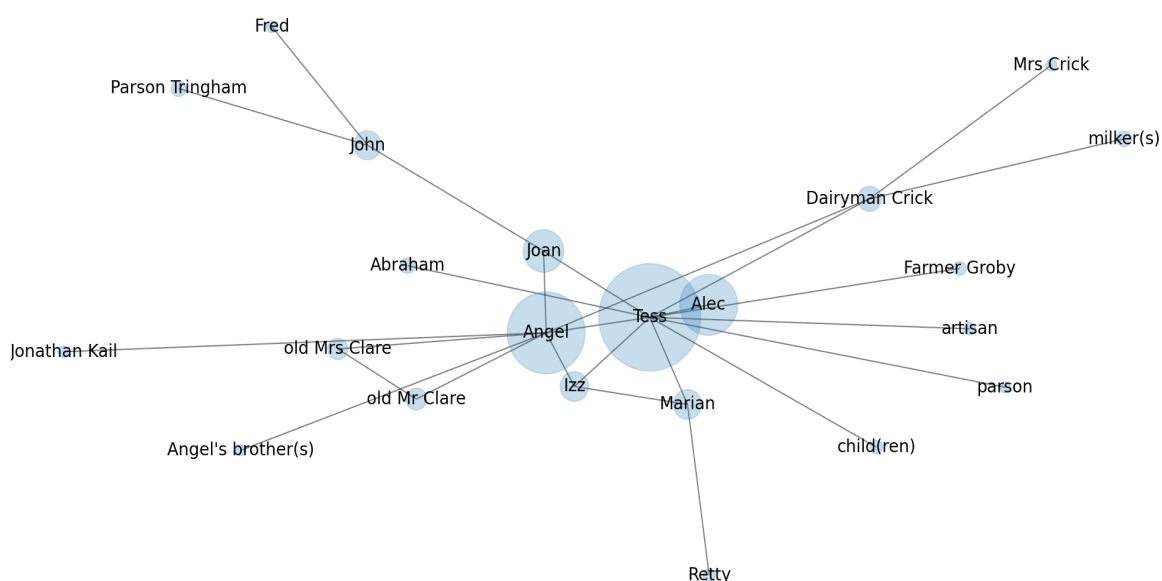 Fred
Mrs Crick
Parson Tringham
milker(s)
John
Dairyman Crick
Joan
Abraham
Farmer Groby
Alec
Tess
artisan
Angel
old Mrs Clare
Jonathan Kail
Izz
parson
old Mr Clare
Marian
child(ren)
Angel's brother(s)
Retty